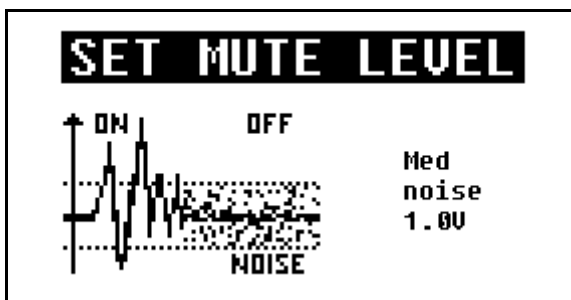 SET MUTE LEVEL
ON OFF
Med
noise
1.0V
NOISE